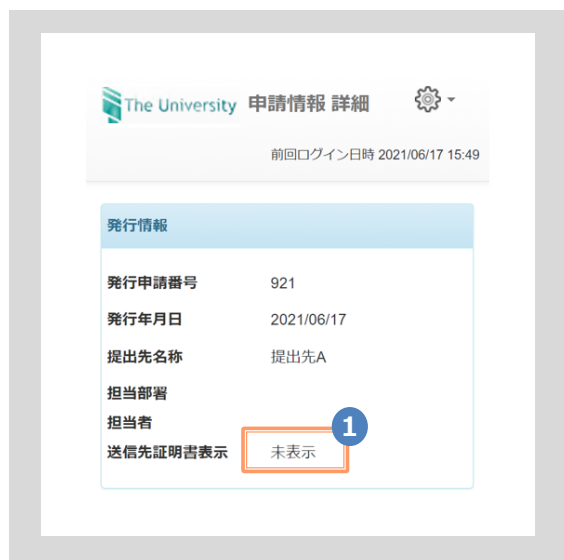 The University 申請情報 詳細
前回ログイン日時 2021/06/17 15:49
発行情報
発行申請番号 921
発行年月日 2021/06/17
提出先名称 提出先A
担当部署
担当者
1
送信先証明書表示 未表示